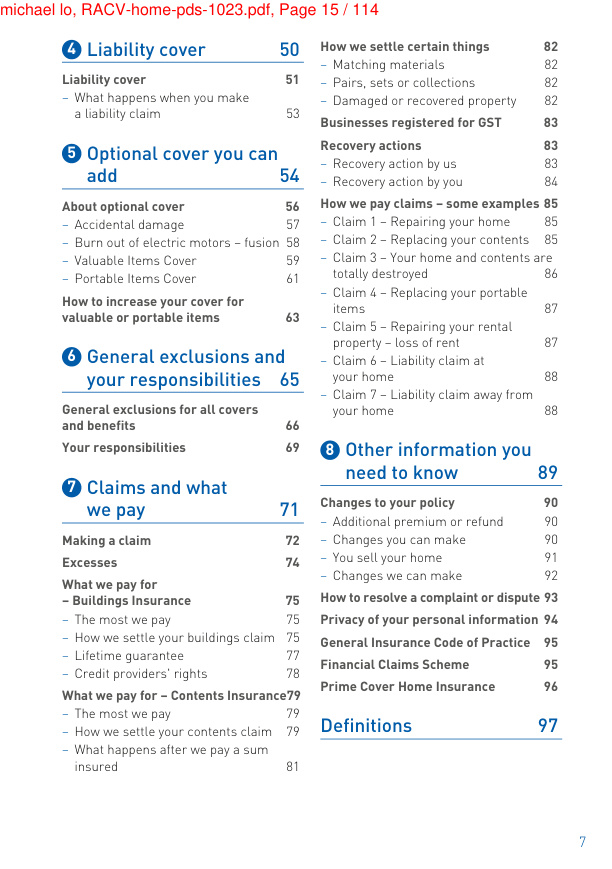 michael lo, RACV-home-pds-1023.pdf, Page 15 / 114
4 Liability cover 50
Liability cover 51
– What happens when you make
a liability claim 53
5 Optional cover you can
add 54
About optional cover 56
– Accidental damage 57
– Burn out of electric motors – fusion 58
– Valuable Items Cover 59
– Portable Items Cover 61
How to increase your cover for
valuable or portable items 63
6 General exclusions and
your responsibilities 65
General exclusions for all covers
and benefits 66
Your responsibilities 69
7 Claims and what
we pay 71
Making a claim 72
Excesses 74
What we pay for
– Buildings Insurance 75
– The most we pay 75
– How we settle your buildings claim 75
– Lifetime guarantee 77
– Credit providers' rights 78
What we pay for – Contents Insurance79
– The most we pay 79
– How we settle your contents claim 79
– What happens after we pay a sum
insured 81
How we settle certain things 82
– Matching materials 82
– Pairs, sets or collections 82
– Damaged or recovered property 82
Businesses registered for GST 83
Recovery actions 83
– Recovery action by us 83
– Recovery action by you 84
How we pay claims – some examples 85
– Claim 1 – Repairing your home 85
– Claim 2 – Replacing your contents 85
– Claim 3 – Your home and contents are
totally destroyed 86
– Claim 4 – Replacing your portable
items 87
– Claim 5 – Repairing your rental
property – loss of rent 87
– Claim 6 – Liability claim at
your home 88
– Claim 7 – Liability claim away from
your home 88
8 Other information you
need to know 89
Changes to your policy 90
– Additional premium or refund 90
– Changes you can make 90
– You sell your home 91
– Changes we can make 92
How to resolve a complaint or dispute 93
Privacy of your personal information 94
General Insurance Code of Practice 95
Financial Claims Scheme 95
Prime Cover Home Insurance 96
Definitions 97
7